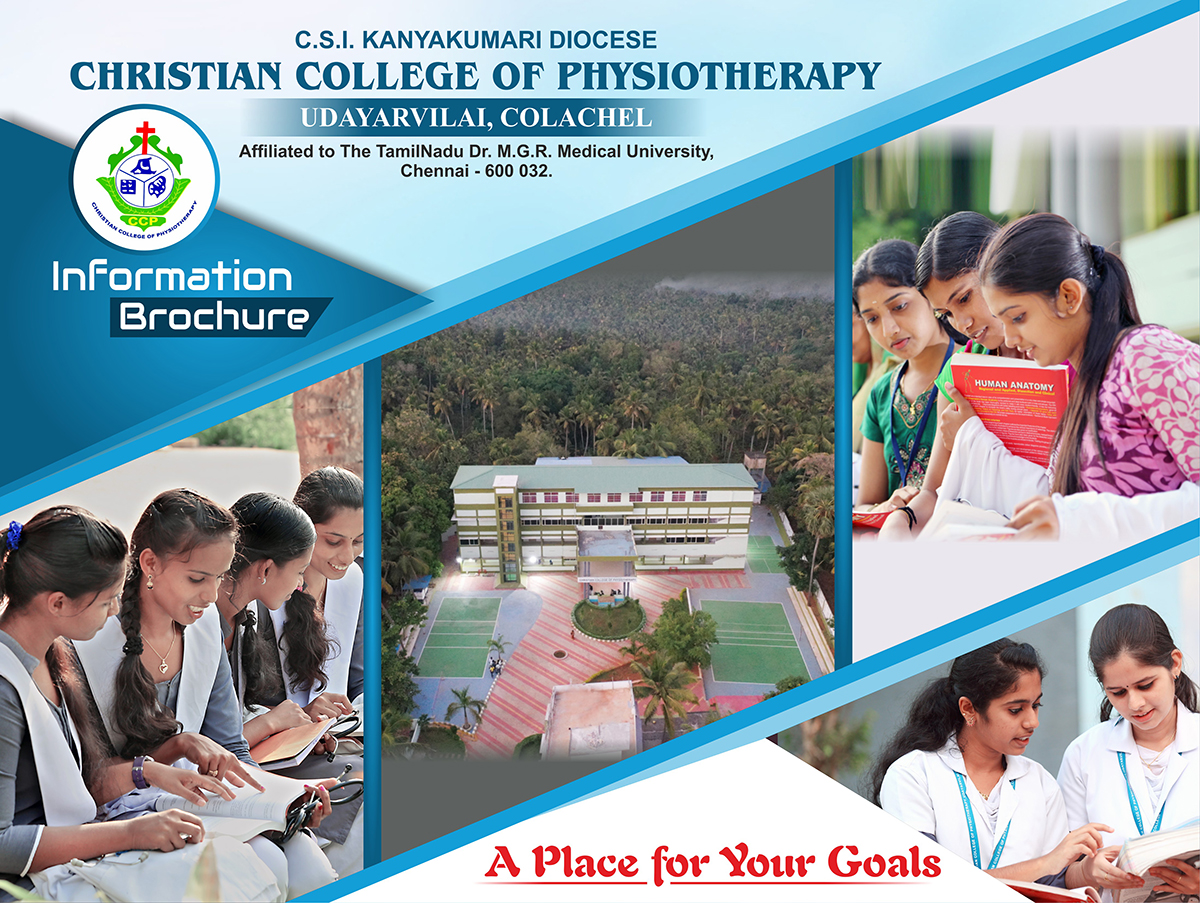 C.S.I. KANYAKUMARI DIOCESE
CHRISTIAN COLLEGE OF PHYSIOTHERAPY
UDAYARVILAI, COLACHEL
Affiliated to The TamilNadu Dr. M.G.R. Medical University,
Chennai - 600 032.
CCP
CHRISTIAN COLLEGE OF PHYSIOTHERAPY
Information
Brochure
HUMAN ANATOMY
A Place for Your Goals